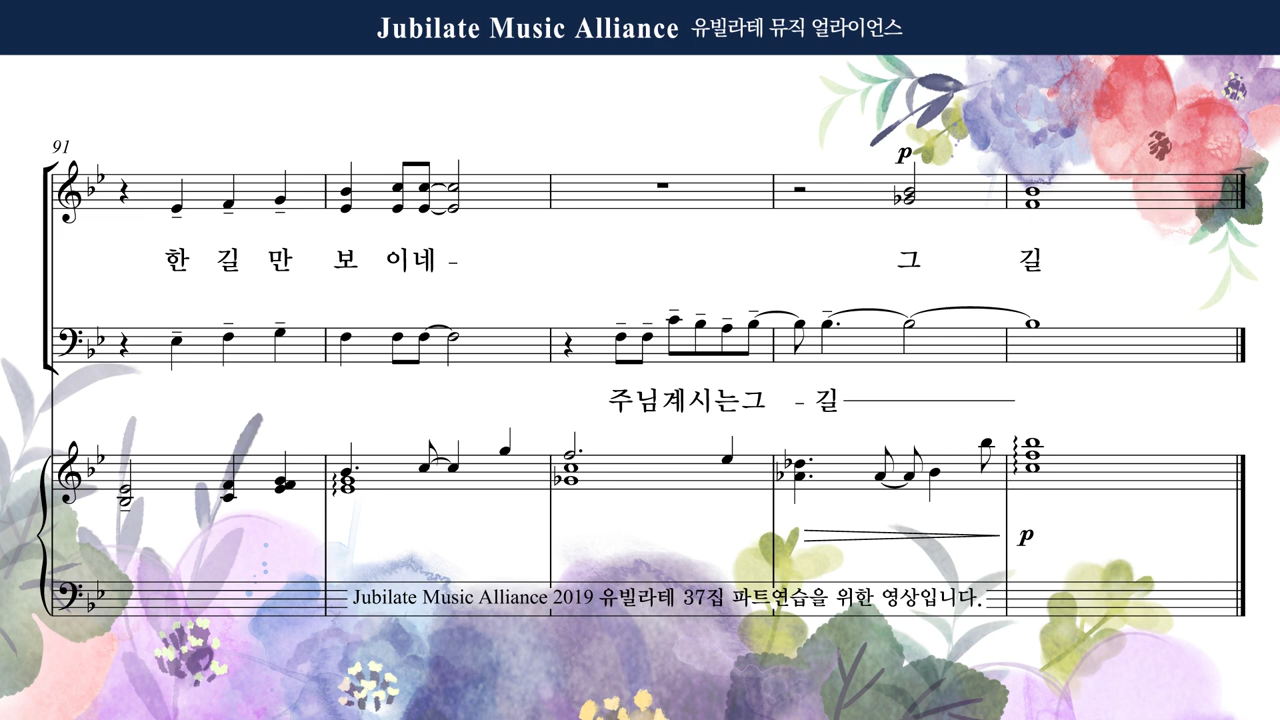 Jubilate Music Alliance 유빌라테 뮤직 얼라이언스
91
p
한 길 만 보 이네 - 그 길
주님계시는그 - 길
p
Jubilate Music Alliance 2019 유빌라테 37집 파트연습을 위한 영상입니다.